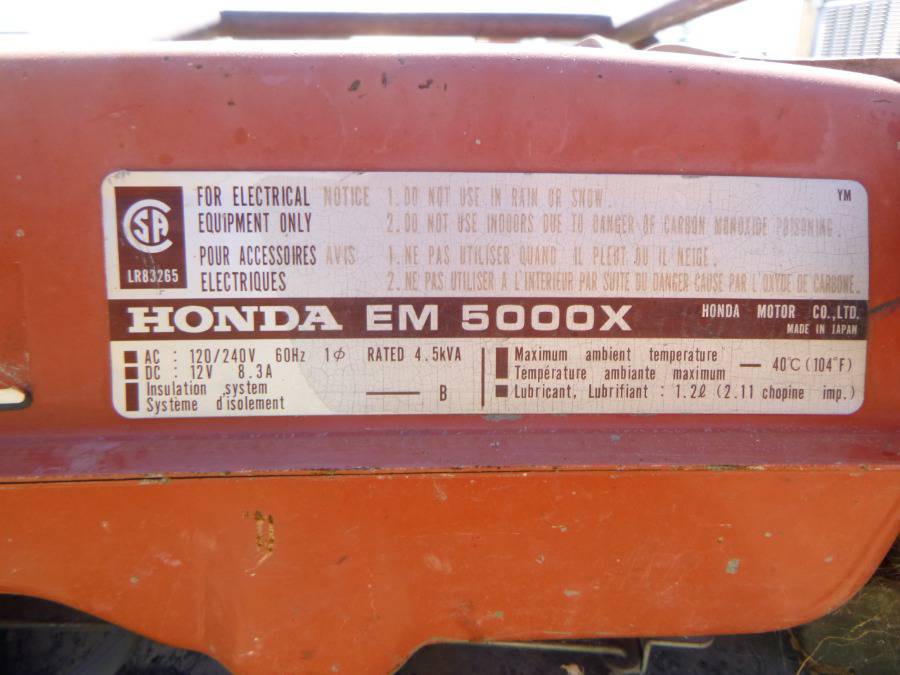 FOR ELECTRICAL EQUIPMENT ONLY
NOTICE 1. DO NOT USE IN RAIN OR SNOW.
2. DO NOT USE INDOORS DUE TO DANGER OF CARBON MONOXIDE POISONING.
YM
CSA
LR83265
POUR ACCESSOIRES ELECTRIQUES
AVIS 1. NE PAS UTILISER QUAND IL PLEUT OU IL NEIGE.
2. NE PAS UTILISER A L'INTERIEUR PAR SUITE DU DANGER CAUSE PAR L'OXYDE DE CARBONE.
HONDA EM 5000X
HONDA MOTOR CO.,LTD.
MADE IN JAPAN
AC : 120/240V 60Hz 1ϕ RATED 4.5kVA
DC : 12V 8.3A
Insulation system
Système d'isolement — B
Maximum ambient temperature
Température ambiante maximum — 40℃ (104°F)
Lubricant, Lubrifiant : 1.2ℓ (2.11 chopine imp.)